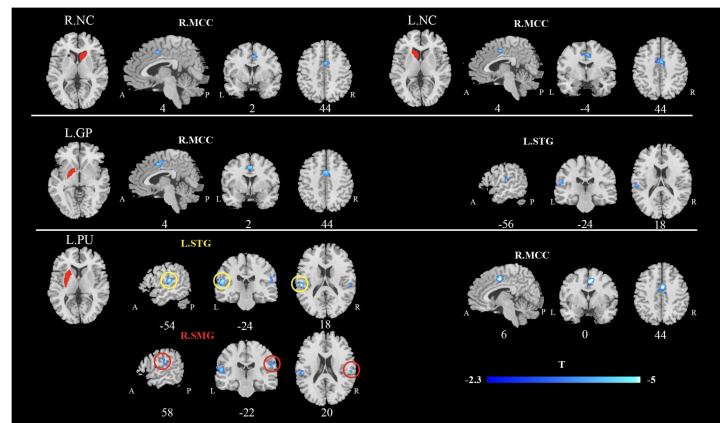 R.NC R.MCC L.NC R.MCC
A P L R A P L R
4 2 44 4 -4 44
L.GP R.MCC L.STG
A P L R A P L R
4 2 44 -56 -24 18
L.PU L.STG R.MCC
A P L R A P L R
-54 -24 18 6 0 44
R.SMG T
-2.3 -5
A P L R
58 -22 20